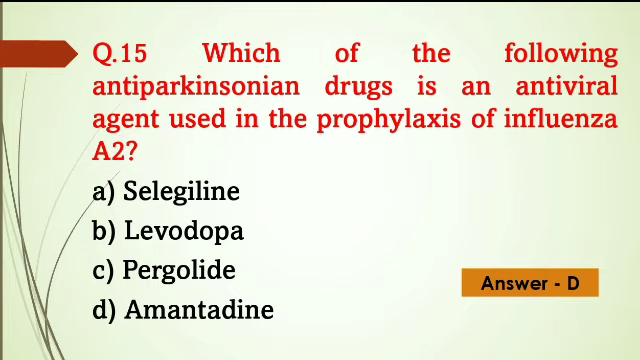 Q.15 Which of the following
antiparkinsonian drugs is an antiviral
agent used in the prophylaxis of influenza
A2?
a) Selegiline
b) Levodopa
c) Pergolide
d) Amantadine
Answer - D